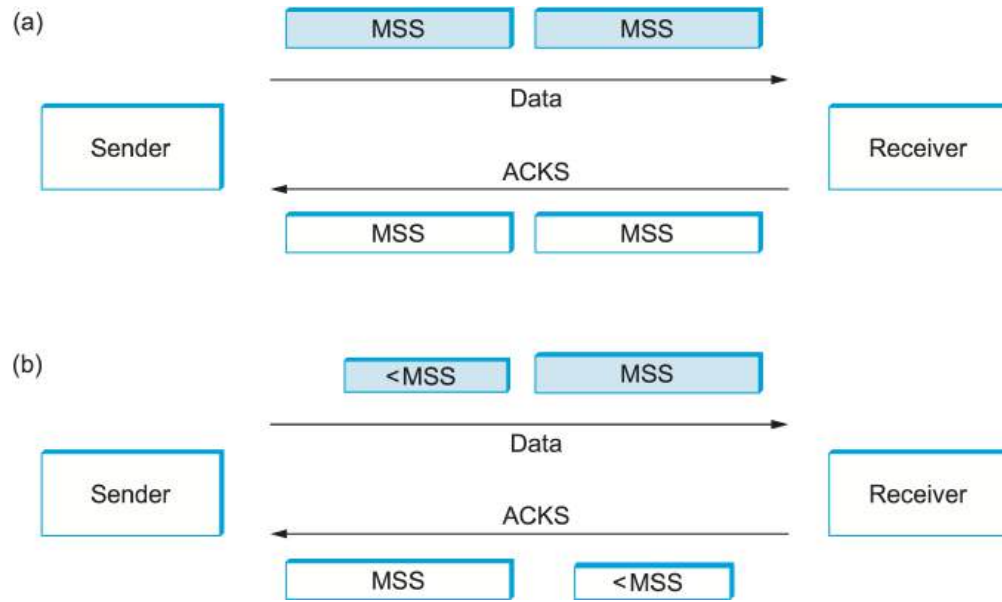 (a)
MSS MSS
Data
Sender Receiver
ACKS
MSS MSS
(b)
<MSS MSS
Data
Sender Receiver
ACKS
MSS <MSS